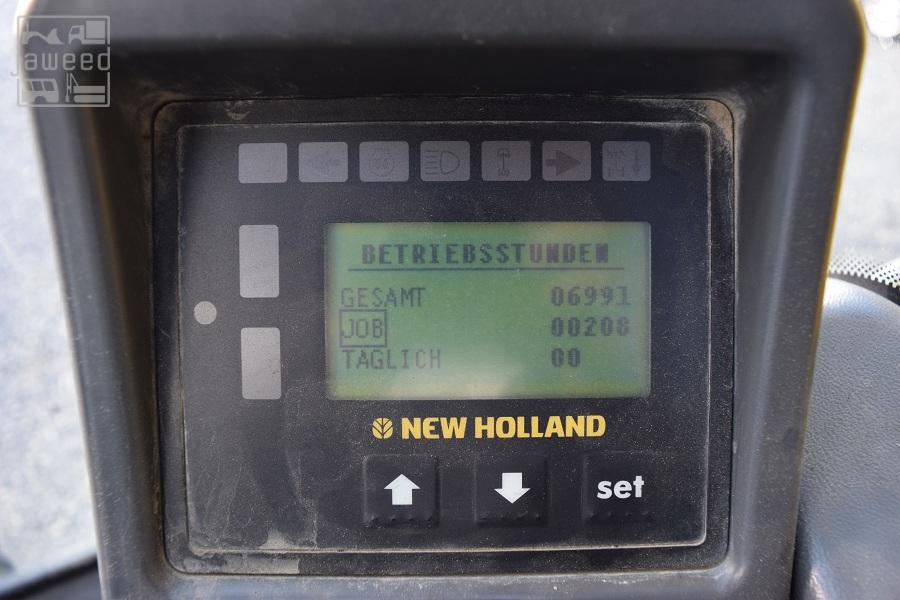 jaweed
BETRIEBSSTUNDEN
GESAMT 06991
JOB 00208
TAGLICH 00
NEW HOLLAND
set